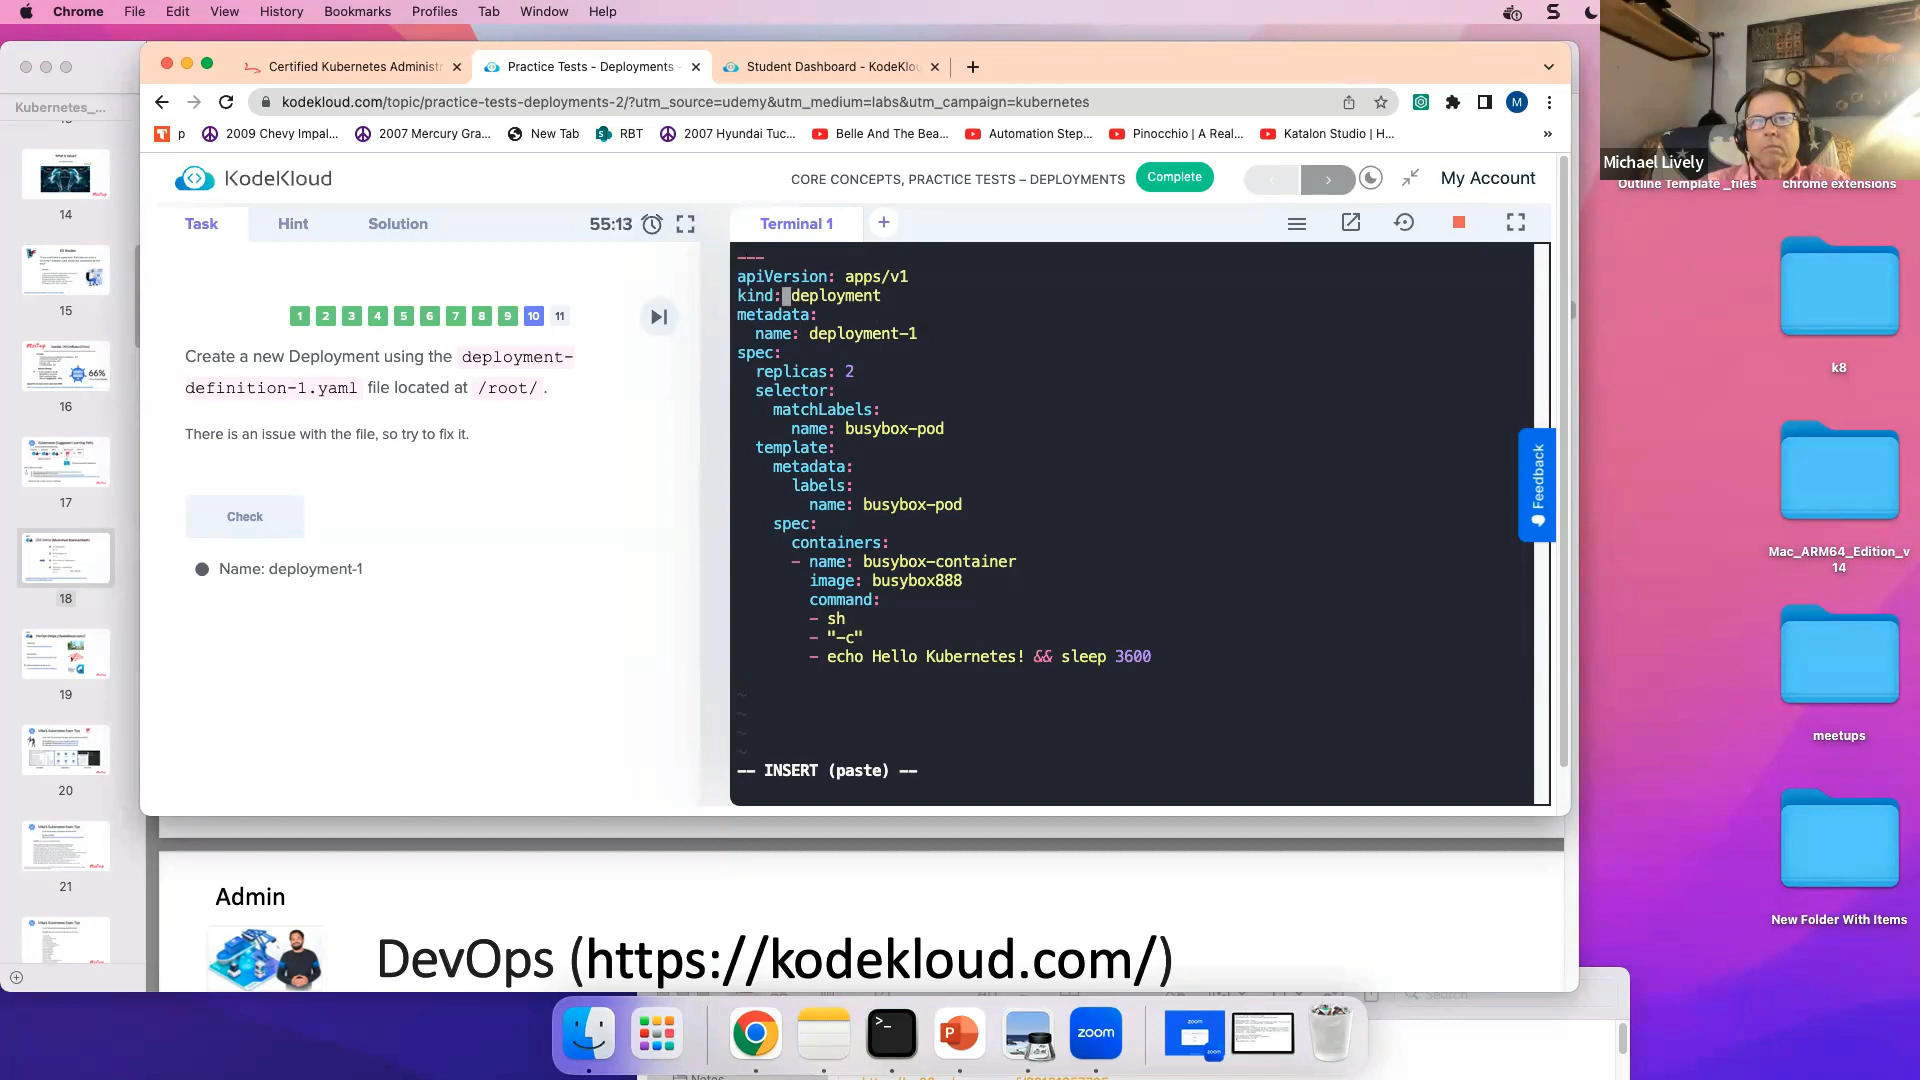 Chrome File Edit View History Bookmarks Profiles Tab Window Help
Kubernetes_...
Certified Kubernetes Administr
Practice Tests - Deployments -
Student Dashboard - KodeKlou
kodekloud.com/topic/practice-tests-deployments-2/?utm_source=udemy&utm_medium=labs&utm_campaign=kubernetes
M
p
2009 Chevy Impal...
2007 Mercury Gra...
New Tab
RBT
2007 Hyundai Tuc...
Belle And The Bea...
Automation Step...
Pinocchio | A Real...
Katalon Studio | H...
KodeKloud
CORE CONCEPTS, PRACTICE TESTS – DEPLOYMENTS
Complete
My Account
Task Hint Solution 55:13
Terminal 1 +
1 2 3 4 5 6 7 8 9 10 11
Create a new Deployment using the deployment-
definition-1.yaml file located at /root/.
There is an issue with the file, so try to fix it.
Check
Name: deployment-1
---
apiVersion: apps/v1
kind: deployment
metadata:
name: deployment-1
spec:
replicas: 2
selector:
matchLabels:
name: busybox-pod
template:
metadata:
labels:
name: busybox-pod
spec:
containers:
- name: busybox-container
image: busybox888
command:
- sh
- "-c"
- echo Hello Kubernetes! && sleep 3600
~
~
~
~
-- INSERT (paste) --
Feedback
14
15
16
66%
17
18
19
20
21
Michael Lively
Outline Template _files
chrome extensions
k8
Mac_ARM64_Edition_v
14
meetups
New Folder With Items
Admin
DevOps (https://kodekloud.com/)
Search
zoom
Notes